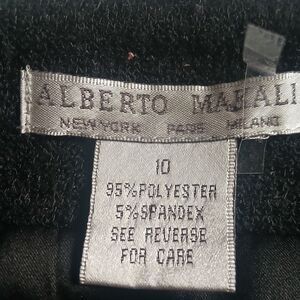 ALBERTO MAKALI
NEW YORK PARIS MILANO
10
95%POLYESTER
5%SPANDEX
SEE REVERSE
FOR CARE